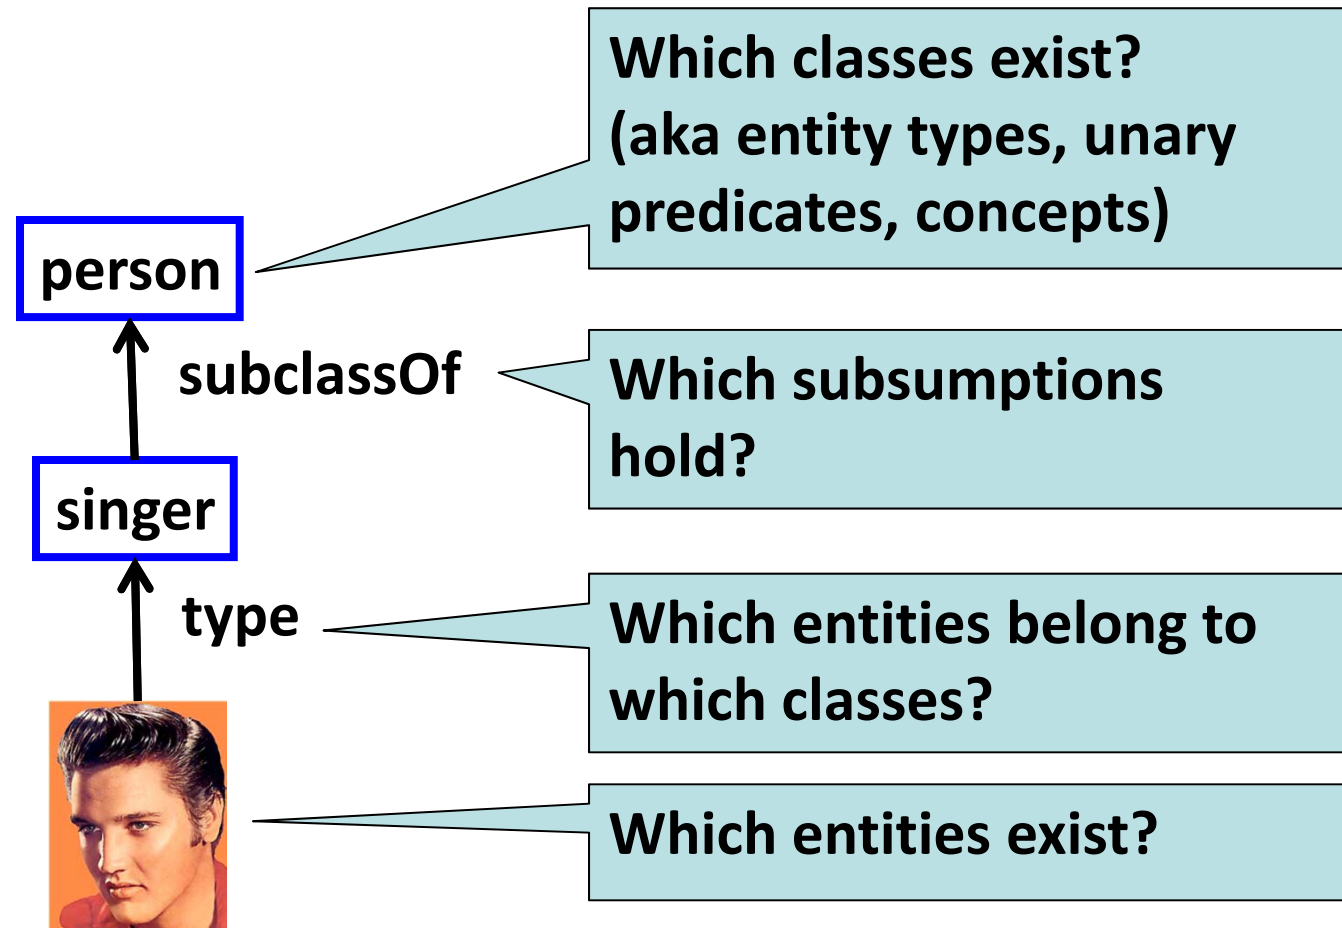 Which classes exist?
(aka entity types, unary
predicates, concepts)
person
subclassOf
Which subsumptions
hold?
singer
type
Which entities belong to
which classes?
Which entities exist?